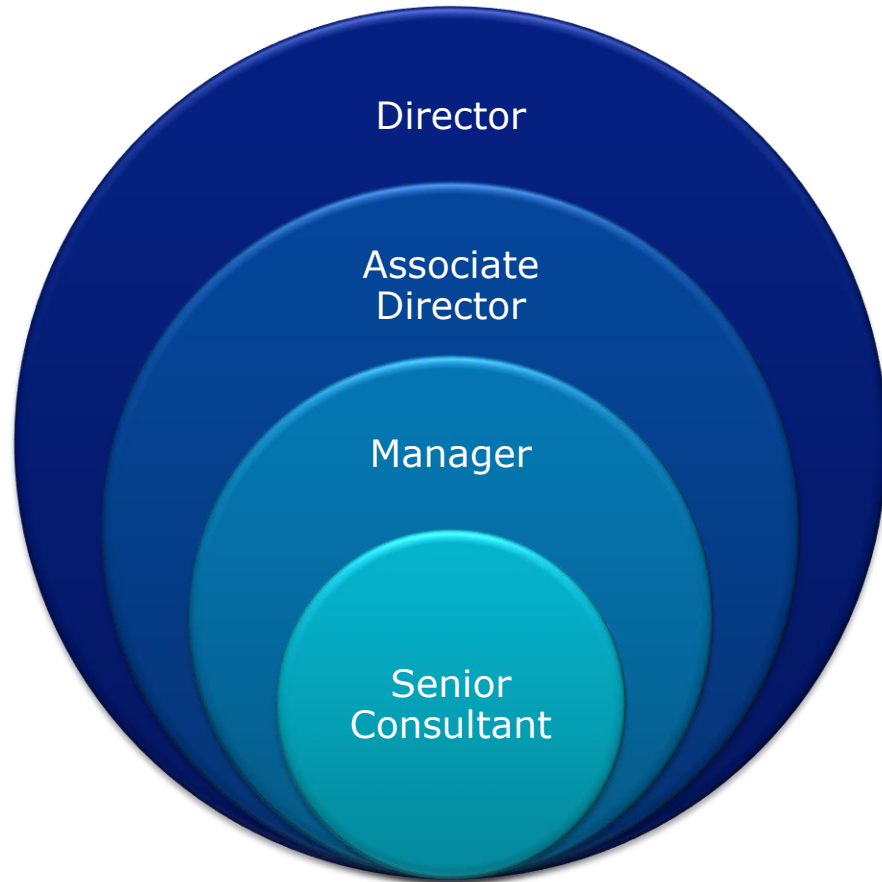 Director
Associate
Director
Manager
Senior
Consultant